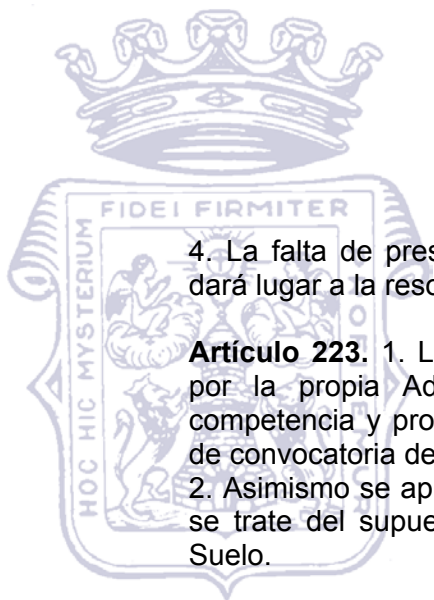 HOC HIC MYSTERIUM
FIDEI FIRMITER
4. La falta de pres
dará lugar a la reso
Artículo 223. 1. L
por la propia Ad
competencia y pro
de convocatoria de
2. Asimismo se ap
se trate del supue
Suelo.